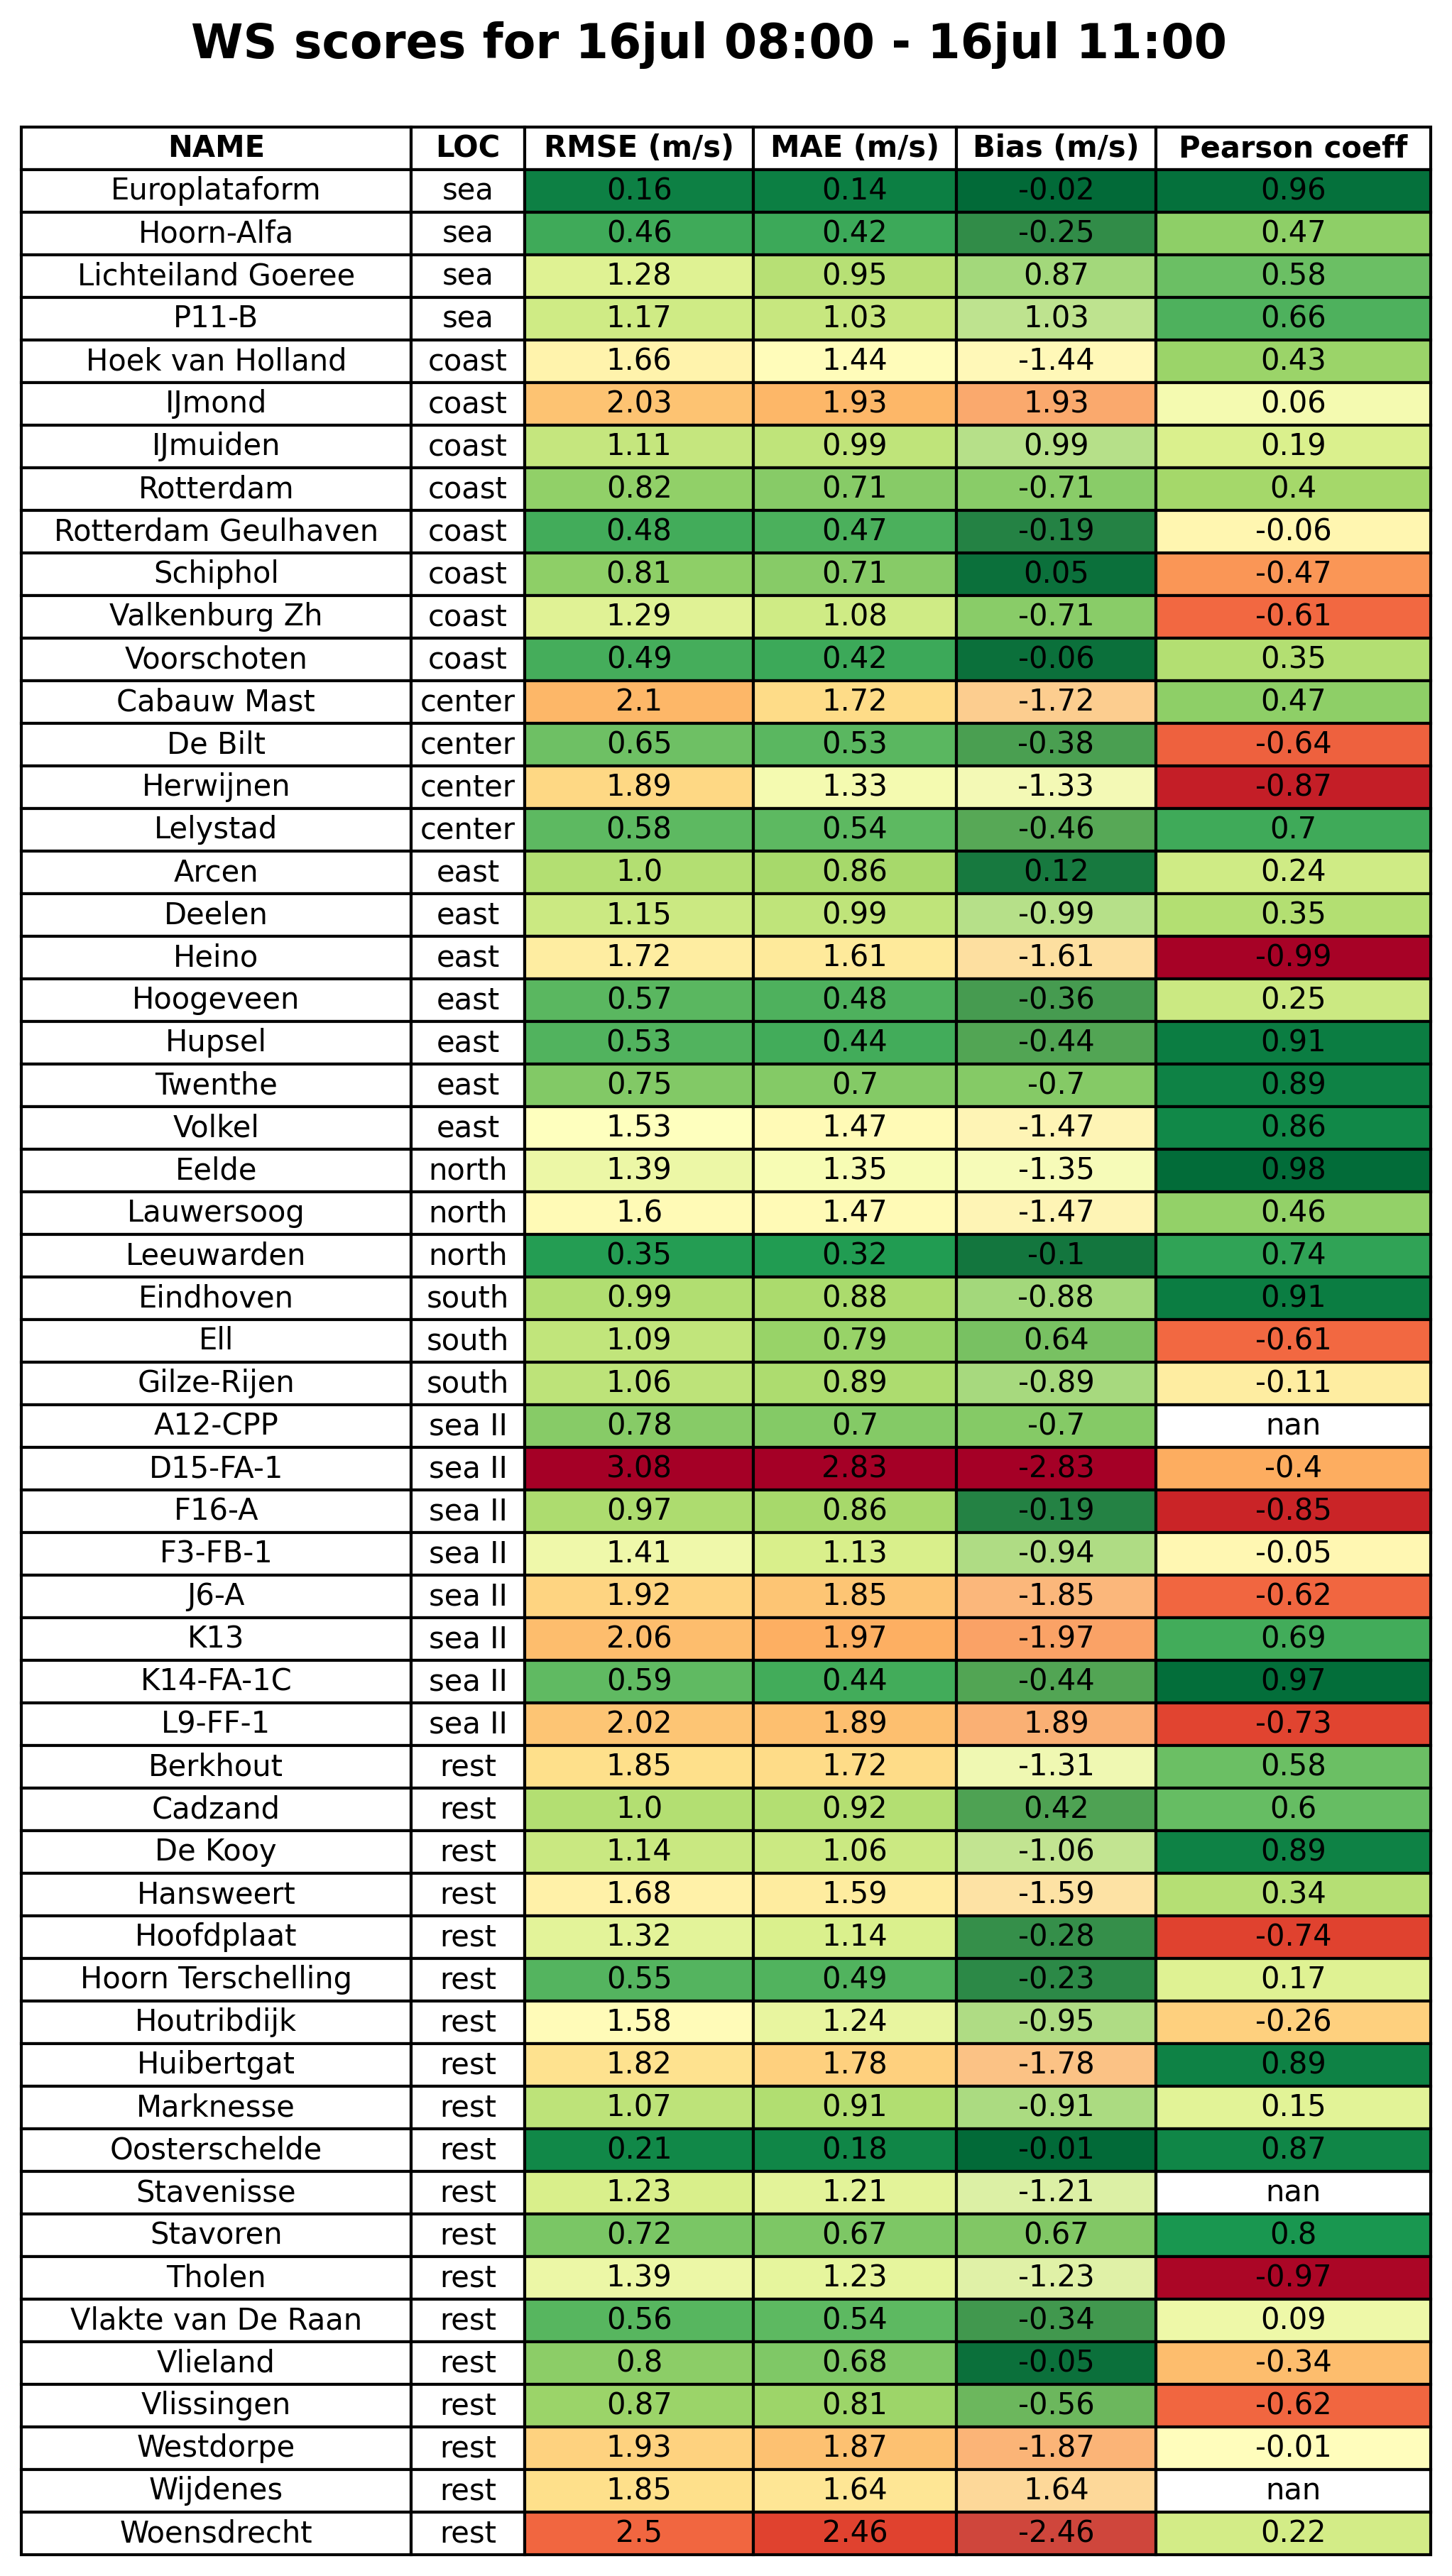 WS scores for 16jul 08:00 - 16jul 11:00
NAME LOC RMSE (m/s) MAE (m/s) Bias (m/s) Pearson coeff
Europlataform sea 0.16 0.14 -0.02 0.96
Hoorn-Alfa sea 0.46 0.42 -0.25 0.47
Lichteiland Goeree sea 1.28 0.95 0.87 0.58
P11-B sea 1.17 1.03 1.03 0.66
Hoek van Holland coast 1.66 1.44 -1.44 0.43
IJmond coast 2.03 1.93 1.93 0.06
IJmuiden coast 1.11 0.99 0.99 0.19
Rotterdam coast 0.82 0.71 -0.71 0.4
Rotterdam Geulhaven coast 0.48 0.47 -0.19 -0.06
Schiphol coast 0.81 0.71 0.05 -0.47
Valkenburg Zh coast 1.29 1.08 -0.71 -0.61
Voorschoten coast 0.49 0.42 -0.06 0.35
Cabauw Mast center 2.1 1.72 -1.72 0.47
De Bilt center 0.65 0.53 -0.38 -0.64
Herwijnen center 1.89 1.33 -1.33 -0.87
Lelystad center 0.58 0.54 -0.46 0.7
Arcen east 1.0 0.86 0.12 0.24
Deelen east 1.15 0.99 -0.99 0.35
Heino east 1.72 1.61 -1.61 -0.99
Hoogeveen east 0.57 0.48 -0.36 0.25
Hupsel east 0.53 0.44 -0.44 0.91
Twenthe east 0.75 0.7 -0.7 0.89
Volkel east 1.53 1.47 -1.47 0.86
Eelde north 1.39 1.35 -1.35 0.98
Lauwersoog north 1.6 1.47 -1.47 0.46
Leeuwarden north 0.35 0.32 -0.1 0.74
Eindhoven south 0.99 0.88 -0.88 0.91
Ell south 1.09 0.79 0.64 -0.61
Gilze-Rijen south 1.06 0.89 -0.89 -0.11
A12-CPP sea II 0.78 0.7 -0.7 nan
D15-FA-1 sea II 3.08 2.83 -2.83 -0.4
F16-A sea II 0.97 0.86 -0.19 -0.85
F3-FB-1 sea II 1.41 1.13 -0.94 -0.05
J6-A sea II 1.92 1.85 -1.85 -0.62
K13 sea II 2.06 1.97 -1.97 0.69
K14-FA-1C sea II 0.59 0.44 -0.44 0.97
L9-FF-1 sea II 2.02 1.89 1.89 -0.73
Berkhout rest 1.85 1.72 -1.31 0.58
Cadzand rest 1.0 0.92 0.42 0.6
De Kooy rest 1.14 1.06 -1.06 0.89
Hansweert rest 1.68 1.59 -1.59 0.34
Hoofdplaat rest 1.32 1.14 -0.28 -0.74
Hoorn Terschelling rest 0.55 0.49 -0.23 0.17
Houtribdijk rest 1.58 1.24 -0.95 -0.26
Huibertgat rest 1.82 1.78 -1.78 0.89
Marknesse rest 1.07 0.91 -0.91 0.15
Oosterschelde rest 0.21 0.18 -0.01 0.87
Stavenisse rest 1.23 1.21 -1.21 nan
Stavoren rest 0.72 0.67 0.67 0.8
Tholen rest 1.39 1.23 -1.23 -0.97
Vlakte van De Raan rest 0.56 0.54 -0.34 0.09
Vlieland rest 0.8 0.68 -0.05 -0.34
Vlissingen rest 0.87 0.81 -0.56 -0.62
Westdorpe rest 1.93 1.87 -1.87 -0.01
Wijdenes rest 1.85 1.64 1.64 nan
Woensdrecht rest 2.5 2.46 -2.46 0.22